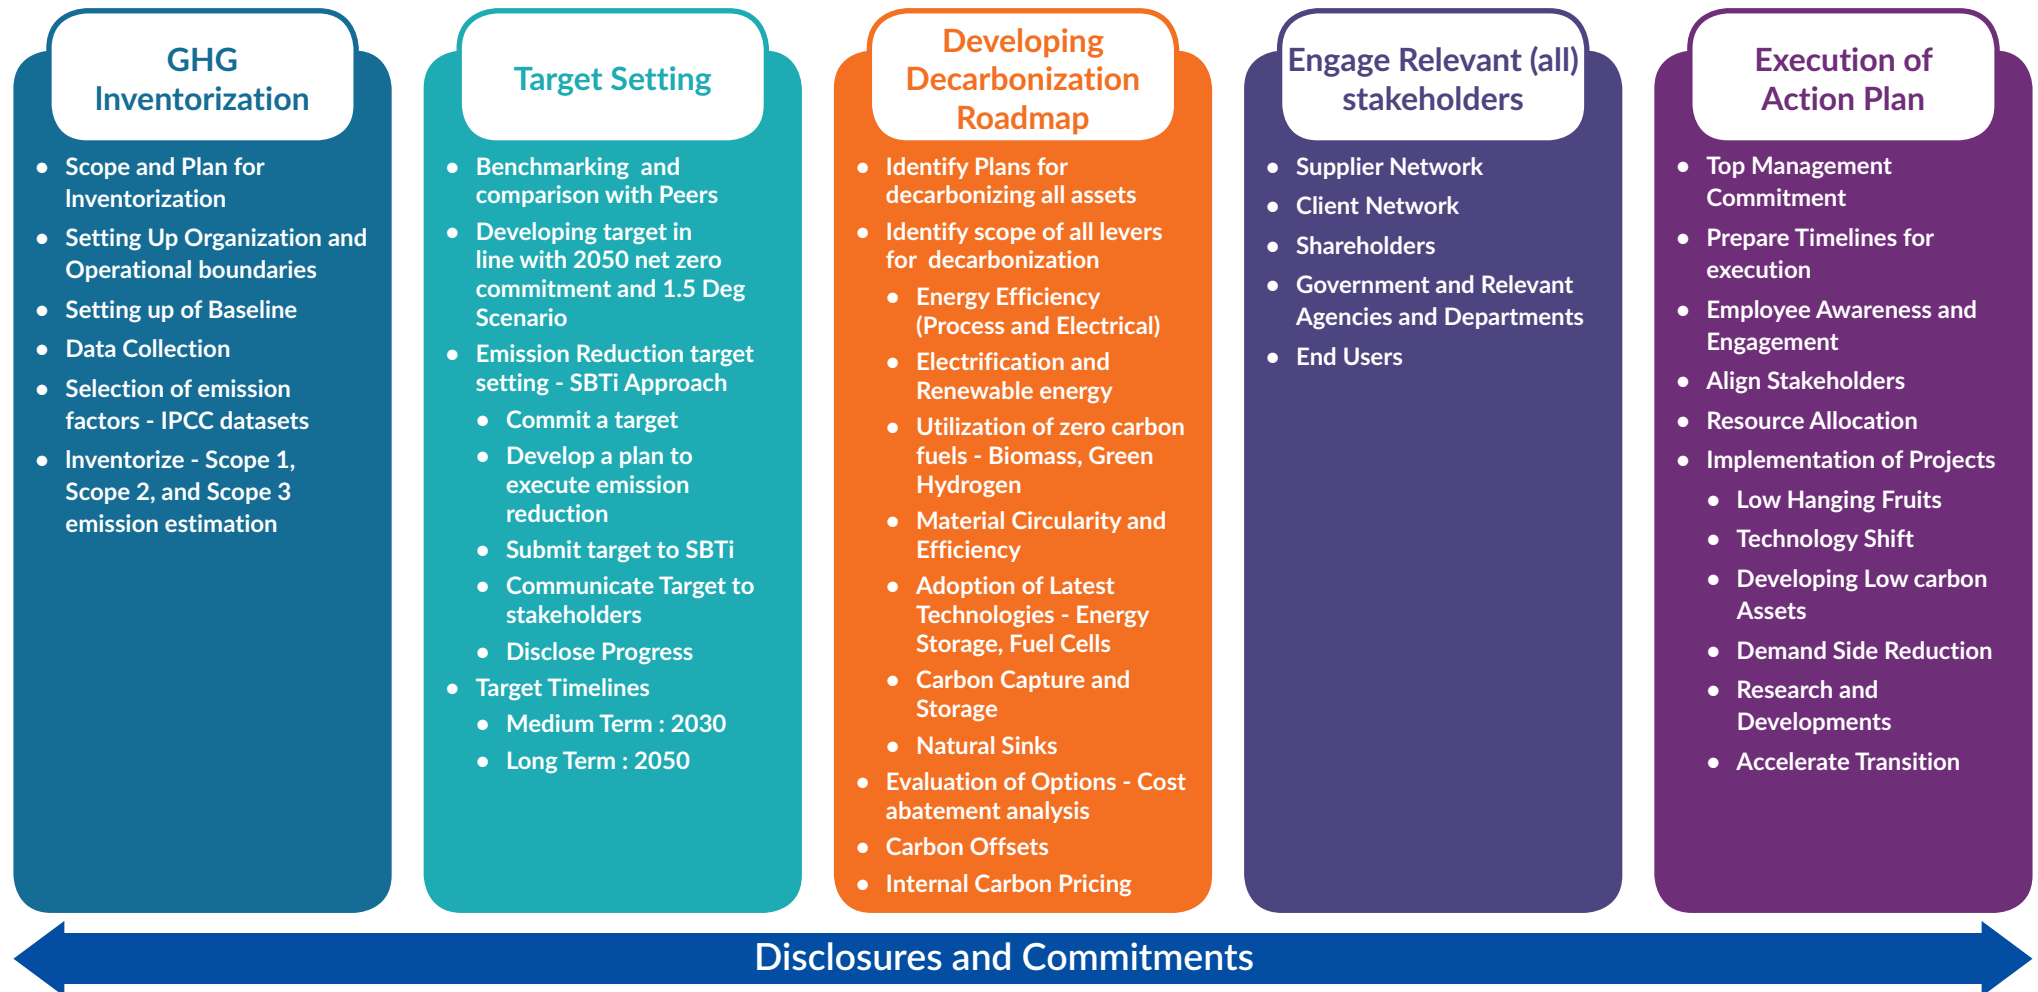 GHG
Inventorization
● Scope and Plan for
Inventorization
● Setting Up Organization and
Operational boundaries
● Setting up of Baseline
● Data Collection
● Selection of emission
factors - IPCC datasets
● Inventorize - Scope 1,
Scope 2, and Scope 3
emission estimation
Target Setting
● Benchmarking and
comparison with Peers
● Developing target in
line with 2050 net zero
commitment and 1.5 Deg
Scenario
● Emission Reduction target
setting - SBTi Approach
● Commit a target
● Develop a plan to
execute emission
reduction
● Submit target to SBTi
● Communicate Target to
stakeholders
● Disclose Progress
● Target Timelines
● Medium Term : 2030
● Long Term : 2050
Developing
Decarbonization
Roadmap
● Identify Plans for
decarbonizing all assets
● Identify scope of all levers
for decarbonization
● Energy Efficiency
(Process and Electrical)
● Electrification and
Renewable energy
● Utilization of zero carbon
fuels - Biomass, Green
Hydrogen
● Material Circularity and
Efficiency
● Adoption of Latest
Technologies - Energy
Storage, Fuel Cells
● Carbon Capture and
Storage
● Natural Sinks
● Evaluation of Options - Cost
abatement analysis
● Carbon Offsets
● Internal Carbon Pricing
Engage Relevant (all)
stakeholders
● Supplier Network
● Client Network
● Shareholders
● Government and Relevant
Agencies and Departments
● End Users
Execution of
Action Plan
● Top Management
Commitment
● Prepare Timelines for
execution
● Employee Awareness and
Engagement
● Align Stakeholders
● Resource Allocation
● Implementation of Projects
● Low Hanging Fruits
● Technology Shift
● Developing Low carbon
Assets
● Demand Side Reduction
● Research and
Developments
● Accelerate Transition
Disclosures and Commitments